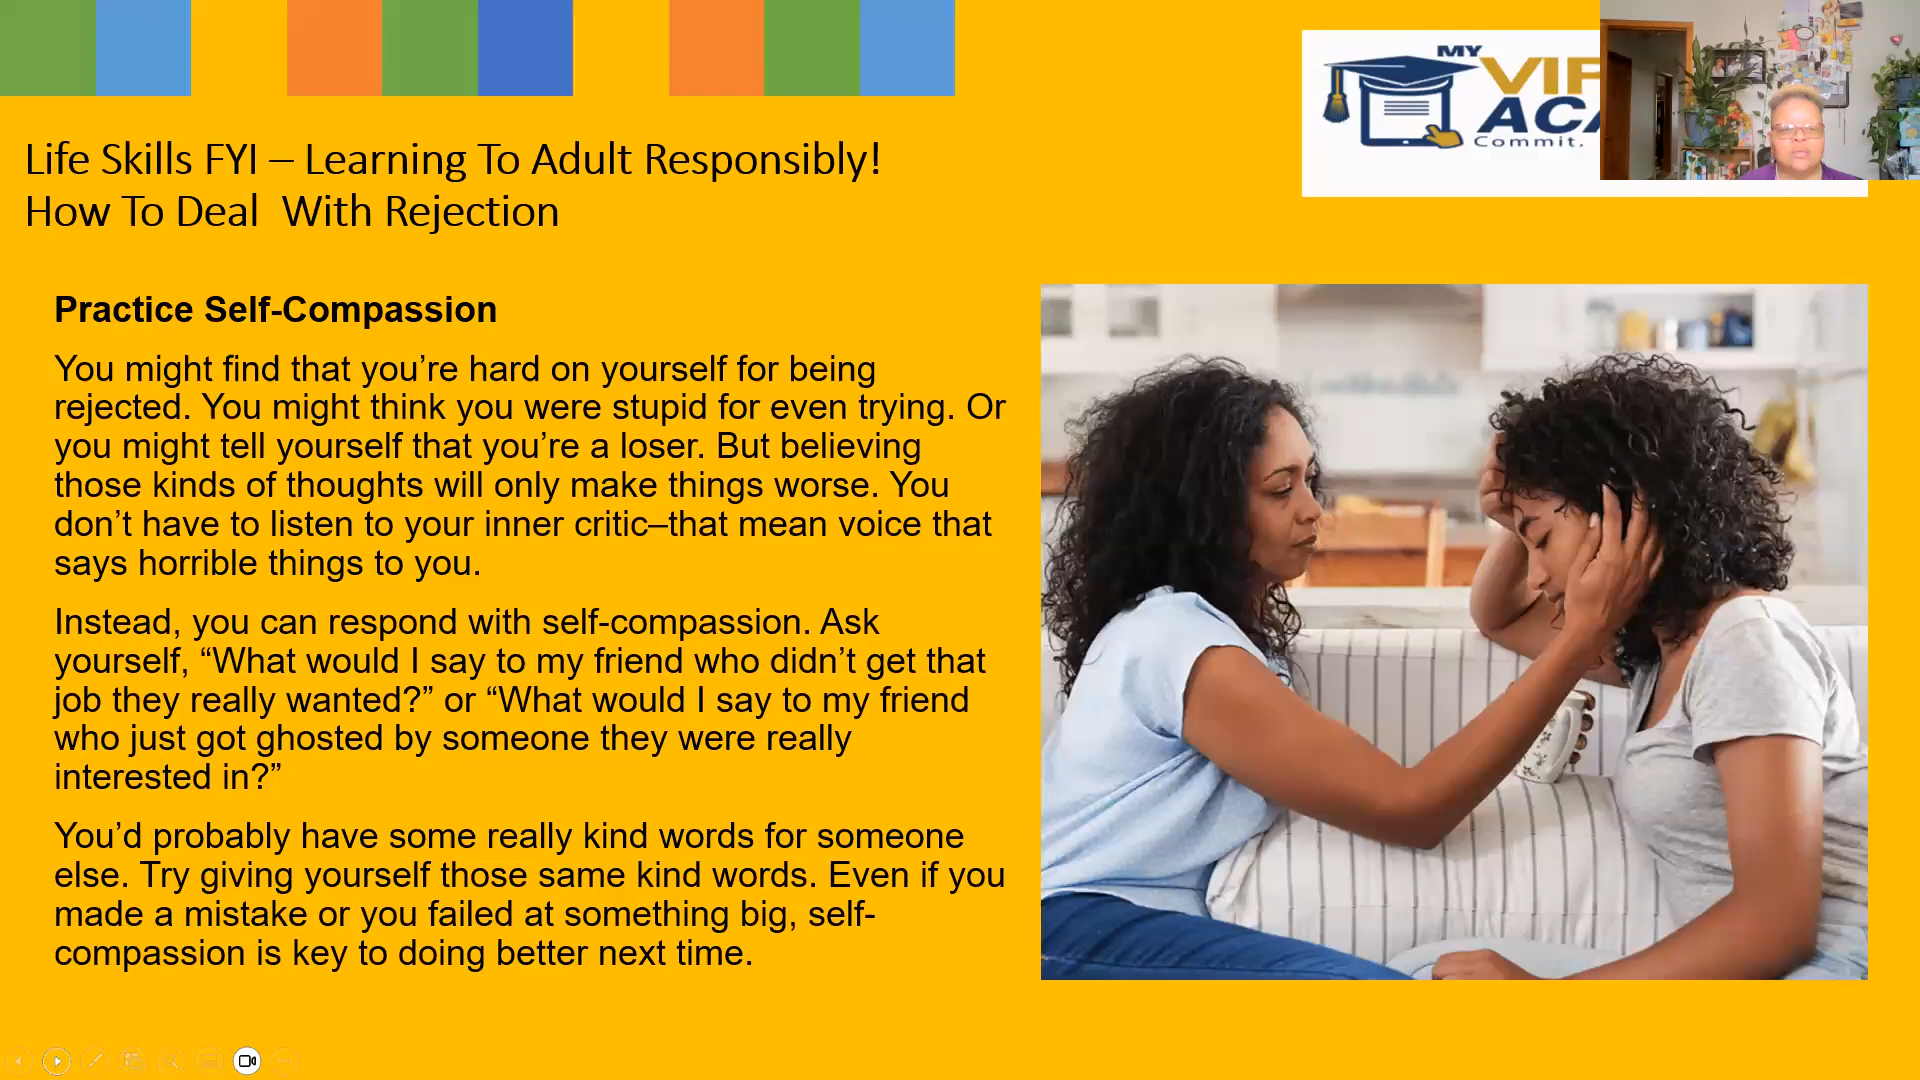 MY
VIR
ACA
Commit.
Life Skills FYI – Learning To Adult Responsibly!
How To Deal  With Rejection
Practice Self-Compassion
You might find that you’re hard on yourself for being
rejected. You might think you were stupid for even trying. Or
you might tell yourself that you’re a loser. But believing
those kinds of thoughts will only make things worse. You
don’t have to listen to your inner critic–that mean voice that
says horrible things to you.
Instead, you can respond with self-compassion. Ask
yourself, “What would I say to my friend who didn’t get that
job they really wanted?” or “What would I say to my friend
who just got ghosted by someone they were really
interested in?”
You’d probably have some really kind words for someone
else. Try giving yourself those same kind words. Even if you
made a mistake or you failed at something big, self-
compassion is key to doing better next time.